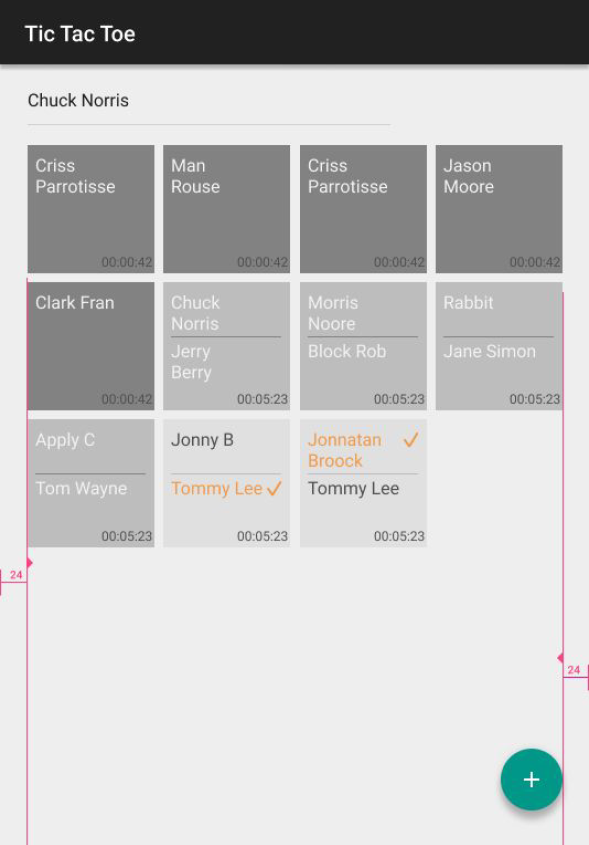 Tic Tac Toe
Chuck Norris
Criss
Parrotisse
00:00:42
Man
Rouse
00:00:42
Criss
Parrotisse
00:00:42
Jason
Moore
00:00:42
Clark Fran
00:00:42
Chuck
Norris
Jerry
Berry
00:05:23
Morris
Noore
Block Rob
00:05:23
Rabbit
Jane Simon
00:05:23
Apply C
Tom Wayne
00:05:23
Jonny B
Tommy Lee
00:05:23
Jonnatan
Broock
Tommy Lee
00:05:23
24
24